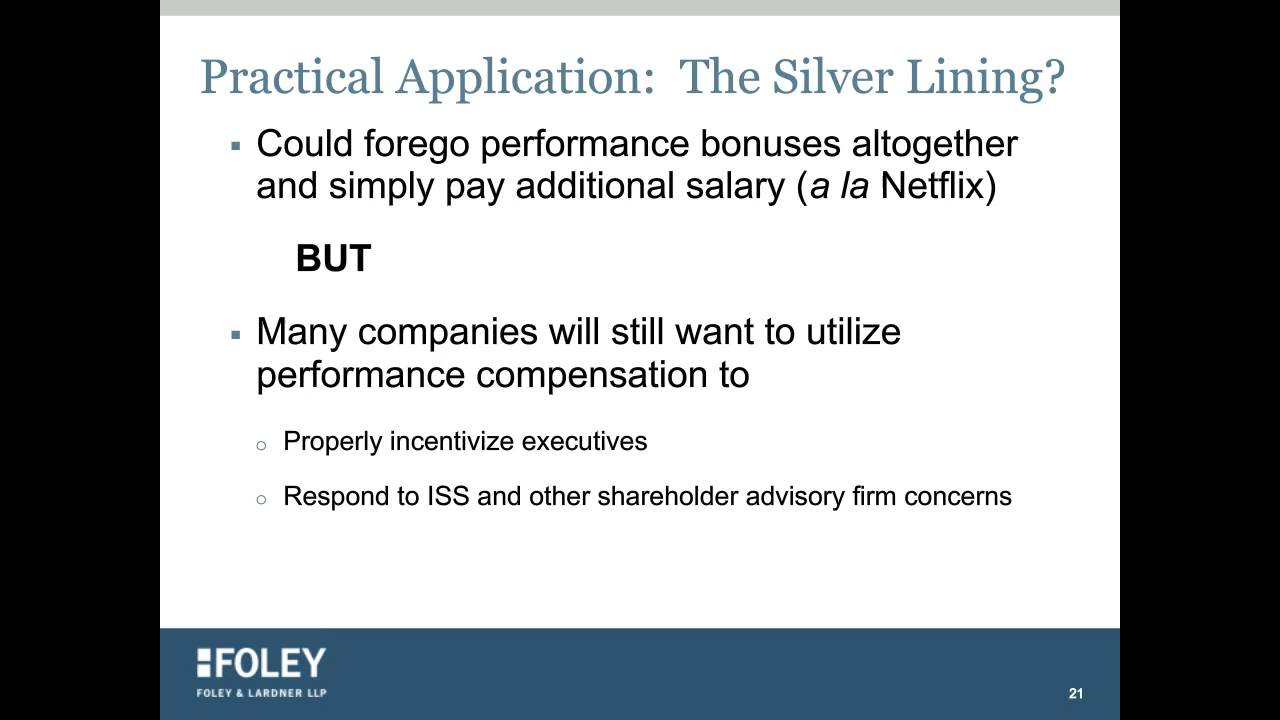 Practical Application:  The Silver Lining?
▪ Could forego performance bonuses altogether
and simply pay additional salary (a la Netflix)
BUT
▪ Many companies will still want to utilize
performance compensation to
○ Properly incentivize executives
○ Respond to ISS and other shareholder advisory firm concerns
FOLEY
FOLEY & LARDNER LLP
21